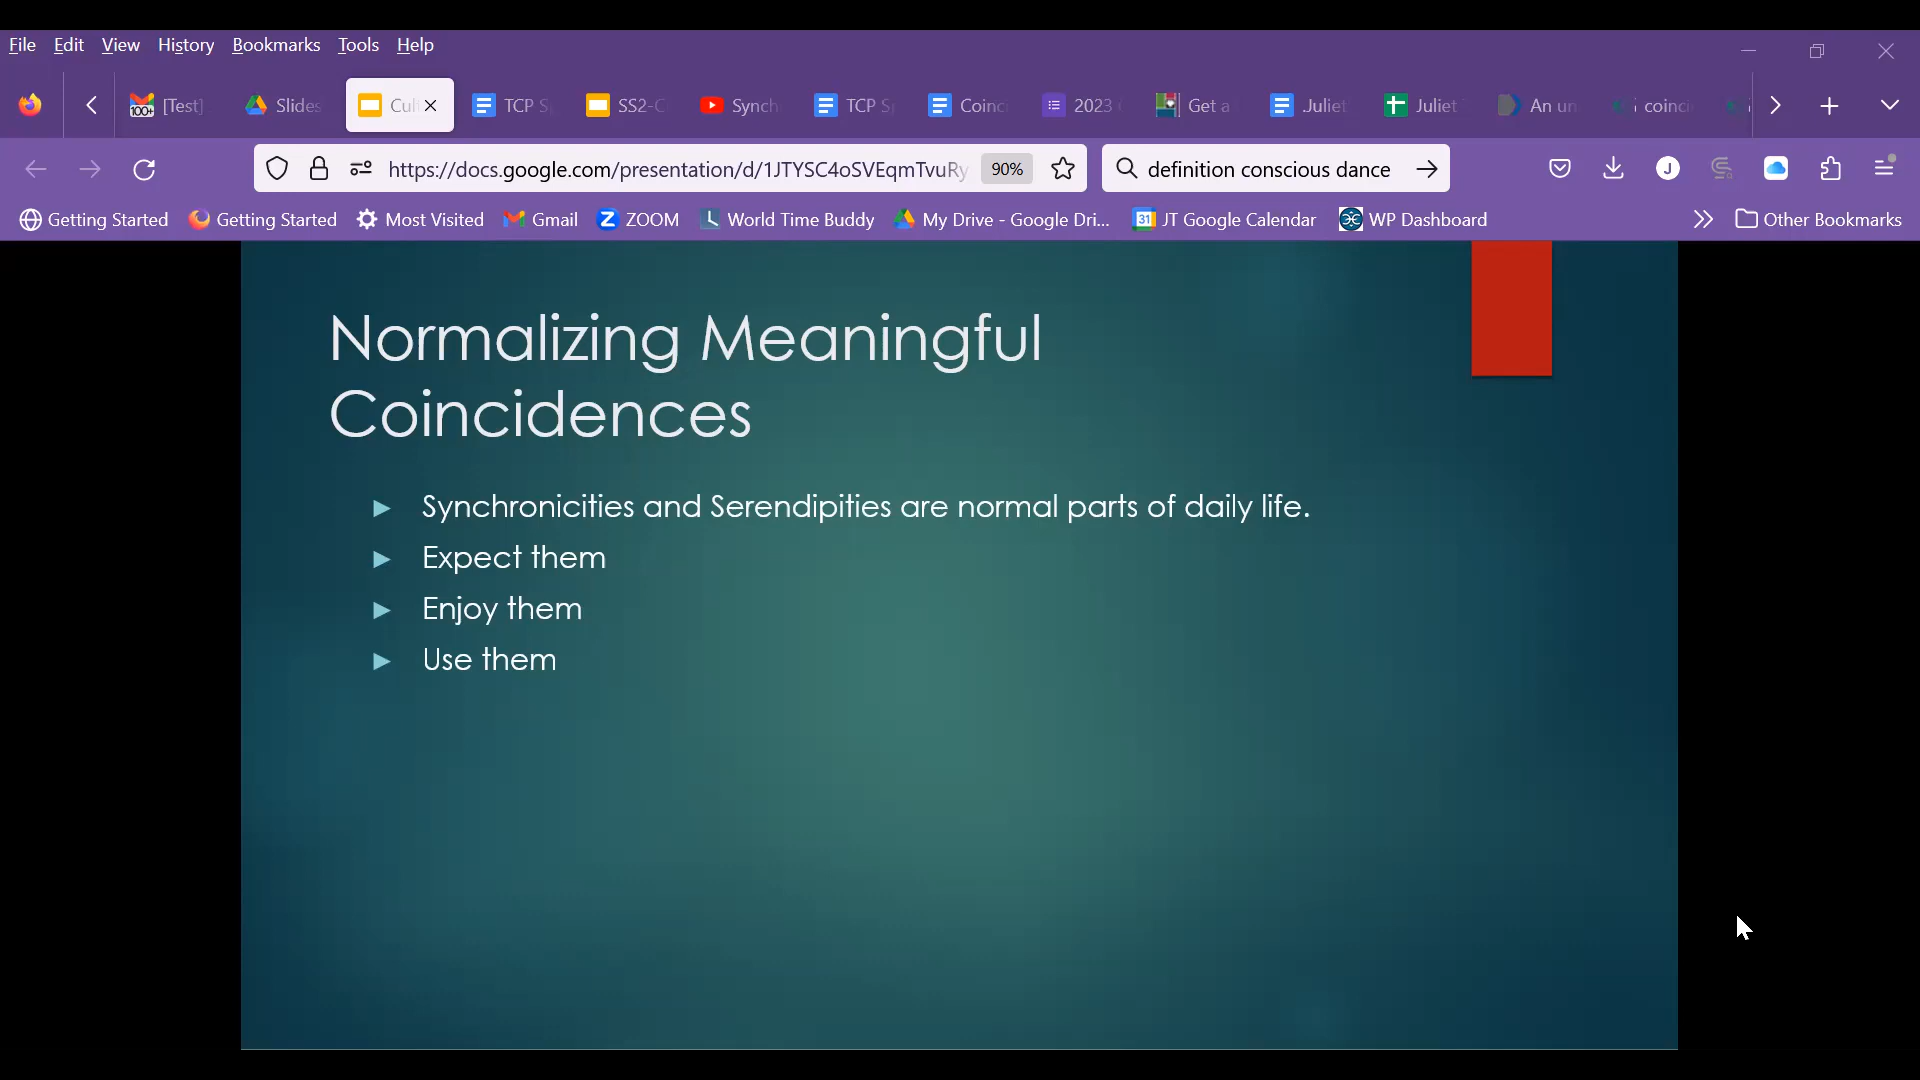 File Edit View History Bookmarks Tools Help
100+ [Test] Slides Cul TCP S SS2-C Synch TCP S Coinc 2023 Get a .Juliet Juliet An un coinci
https://docs.google.com/presentation/d/1JTYSC4oSVEqmTvuRy 90% definition conscious dance J
Getting Started Getting Started Most Visited Gmail Z ZOOM World Time Buddy My Drive - Google Dri... 31 JT Google Calendar WP Dashboard Other Bookmarks
Normalizing Meaningful
Coincidences
Synchronicities and Serendipities are normal parts of daily life.
Expect them
Enjoy them
Use them